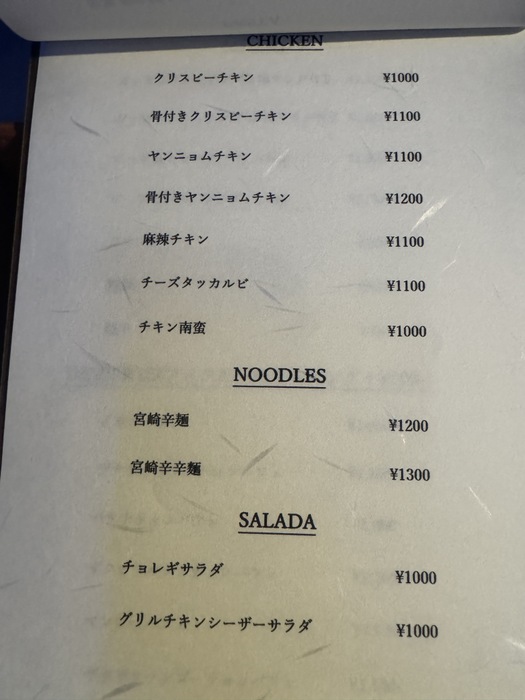 CHICKEN
クリスピーチキン ¥1000
骨付きクリスピーチキン ¥1100
ヤンニョムチキン ¥1100
骨付きヤンニョムチキン ¥1200
麻辣チキン ¥1100
チーズタッカルビ ¥1100
チキン南蛮 ¥1000
NOODLES
宮崎辛麺 ¥1200
宮崎辛辛麺 ¥1300
SALADA
チョレギサラダ ¥1000
グリルチキンシーザーサラダ ¥1000